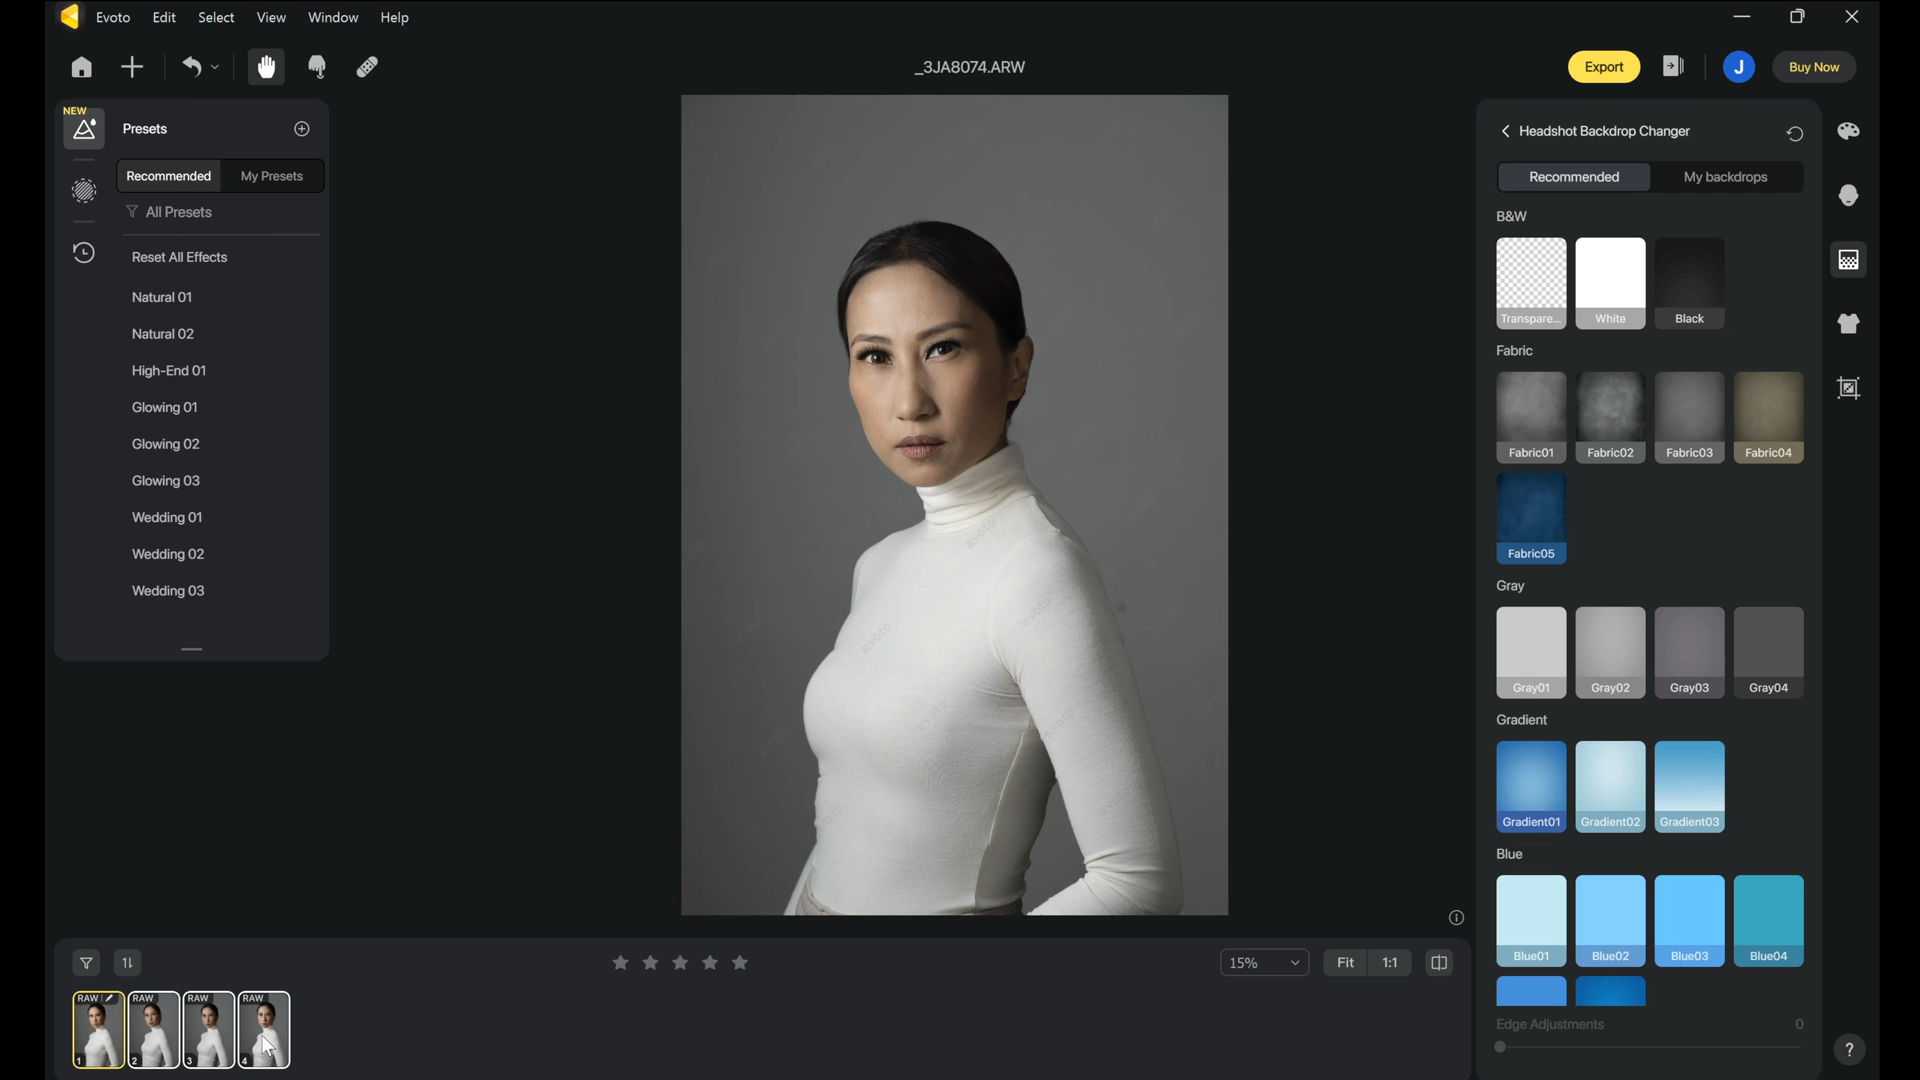 Evoto
Edit
Select
View
Window
Help
_3JA8074.ARW
Export
J
Buy Now
NEW
Presets
Recommended
My Presets
All Presets
Reset All Effects
Natural 01
Natural 02
High-End 01
Glowing 01
Glowing 02
Glowing 03
Wedding 01
Wedding 02
Wedding 03
EVOTO
EVOTO
EVOTO
Headshot Backdrop Changer
Recommended
My backdrops
B&W
Transpare...
White
Black
Fabric
Fabric01
Fabric02
Fabric03
Fabric04
Fabric05
Gray
Gray01
Gray02
Gray03
Gray04
Gradient
Gradient01
Gradient02
Gradient03
Blue
Blue01
Blue02
Blue03
Blue04
Edge Adjustments
0
?
15%
Fit
1:1
RAW
1
RAW
2
RAW
3
RAW
4